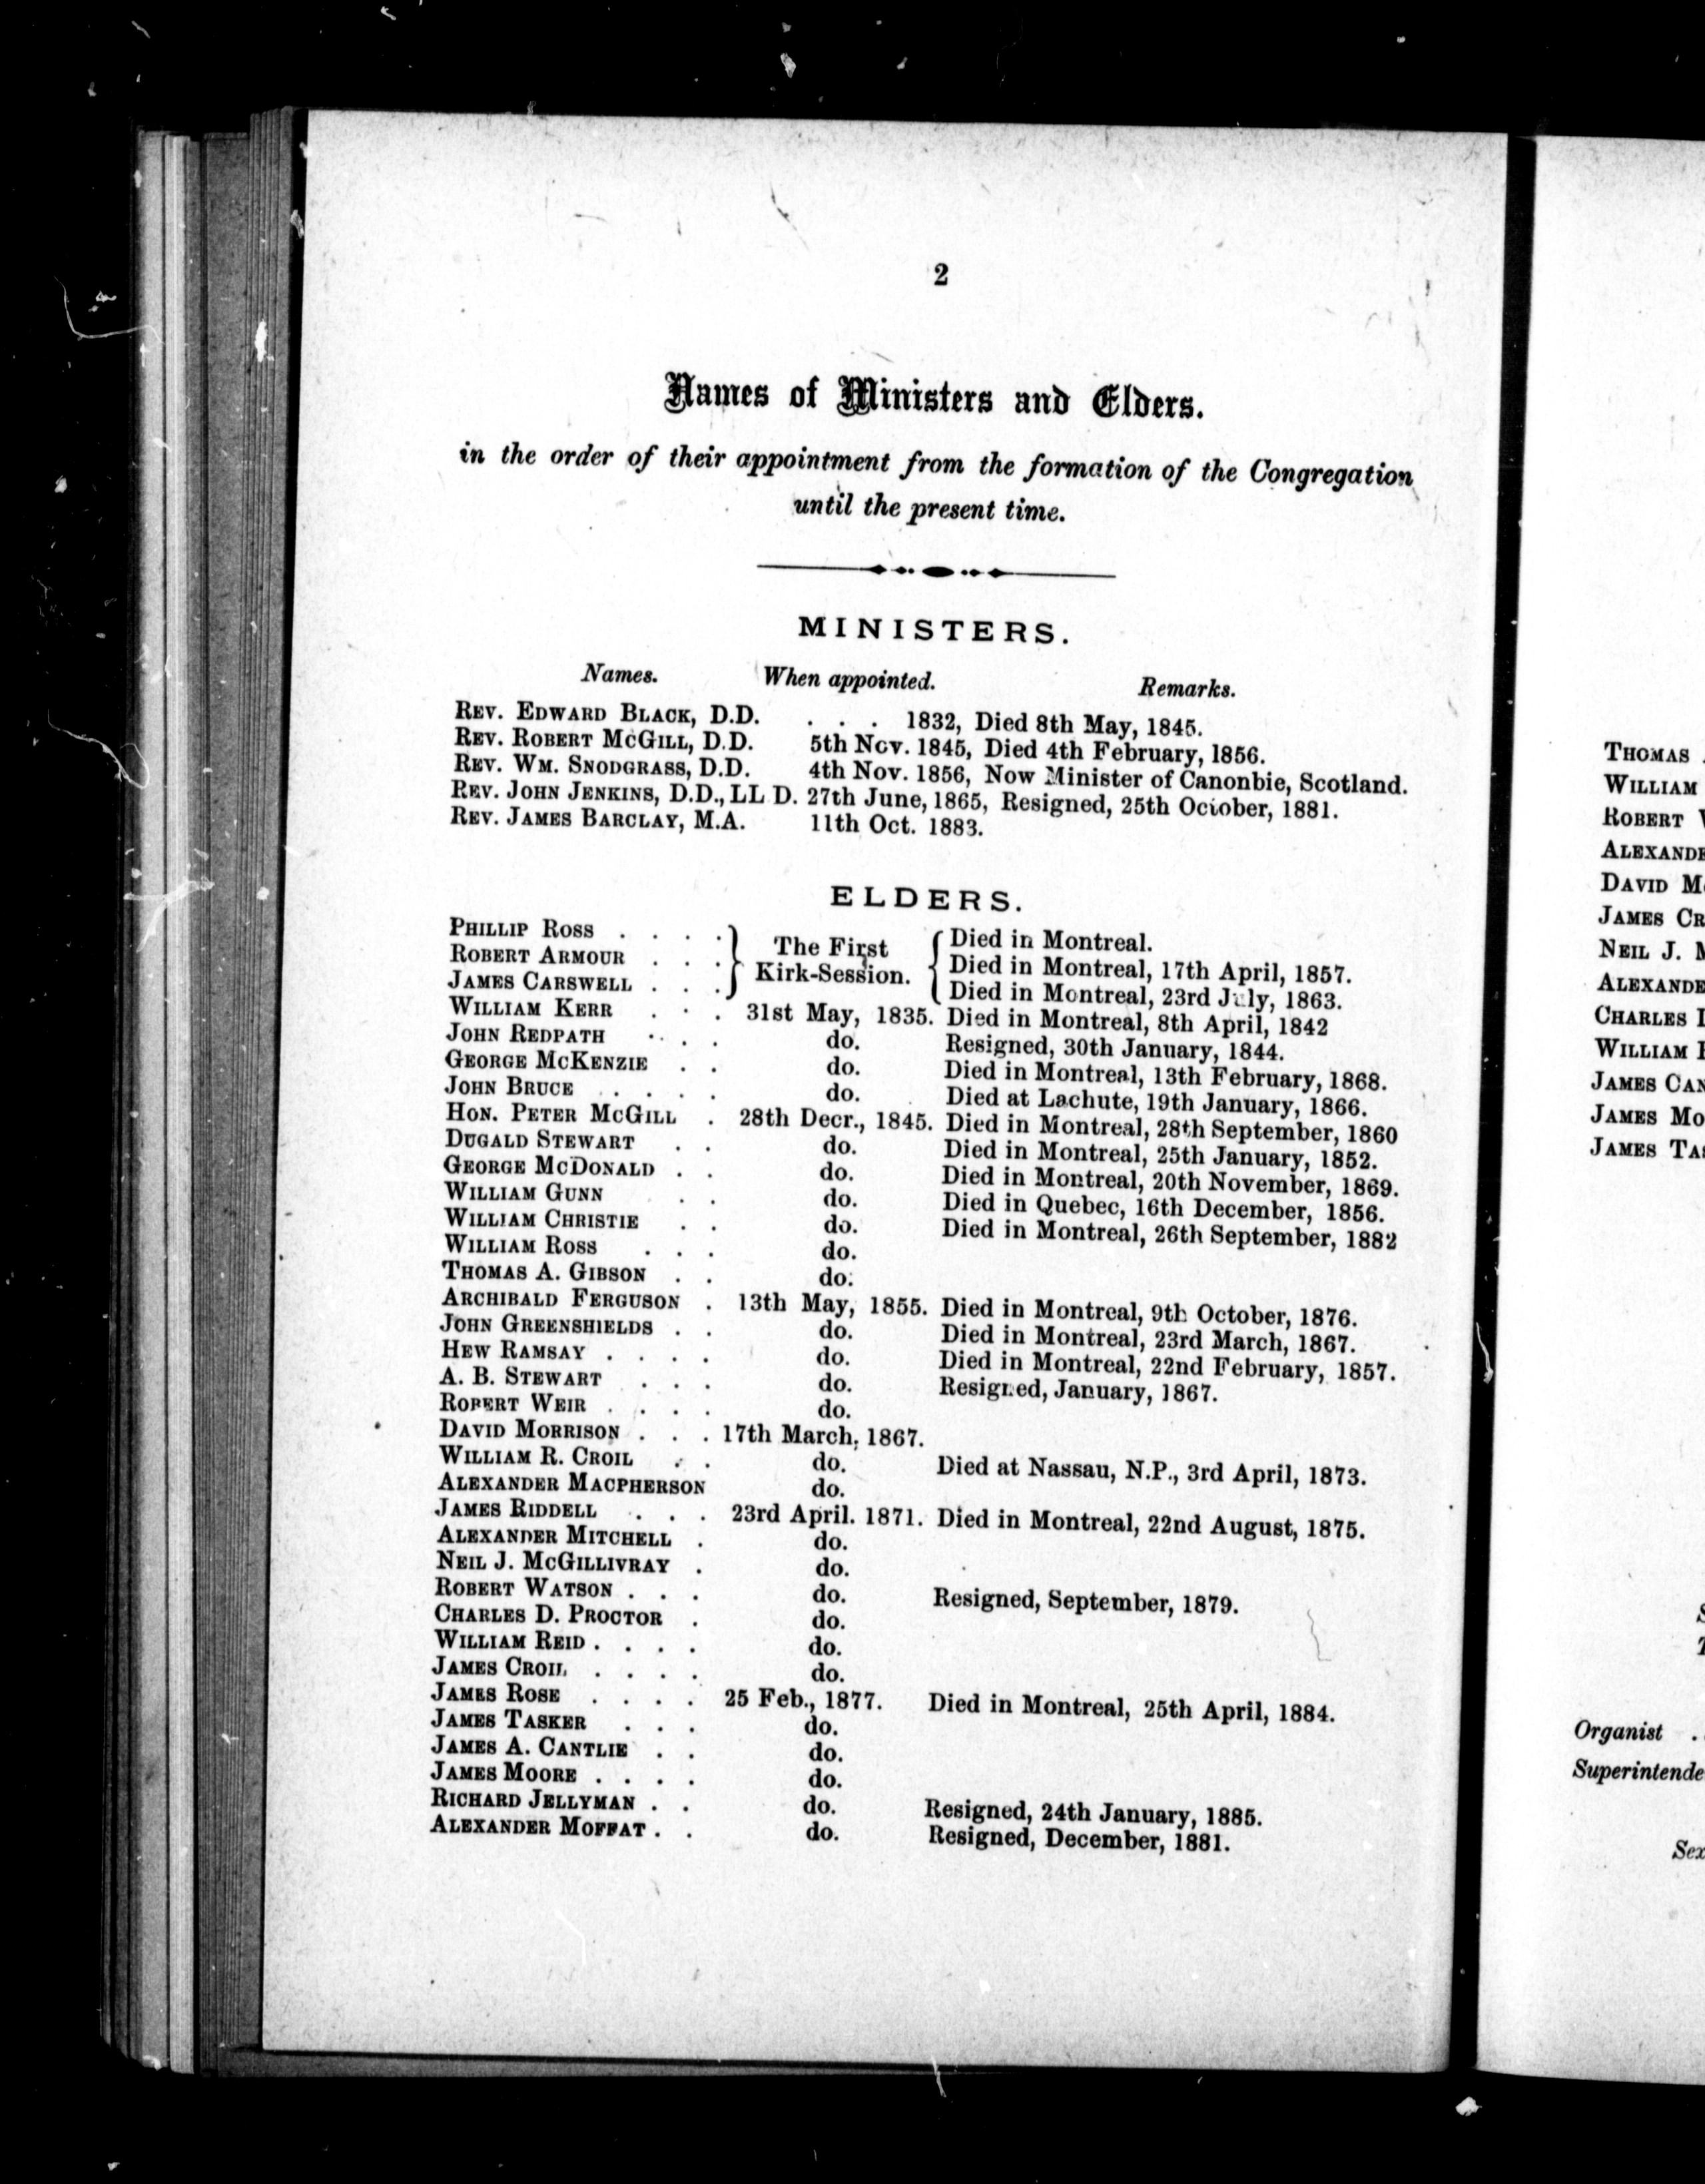 2
Names of Ministers and Elders.
in the order of their appointment from the formation of the Congregation
until the present time.
MINISTERS.
Names. When appointed. Remarks.
REV. EDWARD BLACK, D.D. . . . 1832, Died 8th May, 1845.
REV. ROBERT MCGILL, D.D. 5th Nov. 1845, Died 4th February, 1856.
REV. WM. SNODGRASS, D.D. 4th Nov. 1856, Now Minister of Canonbie, Scotland.
REV. JOHN JENKINS, D.D., LL D. 27th June, 1865, Resigned, 25th October, 1881.
REV. JAMES BARCLAY, M.A. 11th Oct. 1883.
ELDERS.
PHILLIP ROSS . . . . Died in Montreal.
ROBERT ARMOUR . . . The First Died in Montreal, 17th April, 1857.
JAMES CARSWELL . . . Kirk-Session. Died in Montreal, 23rd July, 1863.
WILLIAM KERR . . . 31st May, 1835. Died in Montreal, 8th April, 1842
JOHN REDPATH . . . do. Resigned, 30th January, 1844.
GEORGE MCKENZIE . . do. Died in Montreal, 13th February, 1868.
JOHN BRUCE . . . . do. Died at Lachute, 19th January, 1866.
HON. PETER MCGILL . 28th Decr., 1845. Died in Montreal, 28th September, 1860
DUGALD STEWART . . do. Died in Montreal, 25th January, 1852.
GEORGE MCDONALD . . do. Died in Montreal, 20th November, 1869.
WILLIAM GUNN . . do. Died in Quebec, 16th December, 1856.
WILLIAM CHRISTIE . . do. Died in Montreal, 26th September, 1882
WILLIAM ROSS . . . do.
THOMAS A. GIBSON . . do.
ARCHIBALD FERGUSON . 13th May, 1855. Died in Montreal, 9th October, 1876.
JOHN GREENSHIELDS . . do. Died in Montreal, 23rd March, 1867.
HEW RAMSAY . . . . do. Died in Montreal, 22nd February, 1857.
A. B. STEWART . . . do. Resigned, January, 1867.
ROBERT WEIR . . . . do.
DAVID MORRISON . . . 17th March, 1867.
WILLIAM R. CROIL . . do. Died at Nassau, N.P., 3rd April, 1873.
ALEXANDER MACPHERSON do.
JAMES RIDDELL . . . 23rd April. 1871. Died in Montreal, 22nd August, 1875.
ALEXANDER MITCHELL . do.
NEIL J. MCGILLIVRAY . do.
ROBERT WATSON . . . do. Resigned, September, 1879.
CHARLES D. PROCTOR . do.
WILLIAM REID . . . . do.
JAMES CROIL . . . . do.
JAMES ROSE . . . . 25 Feb., 1877. Died in Montreal, 25th April, 1884.
JAMES TASKER . . . do.
JAMES A. CANTLIE . . do.
JAMES MOORE . . . . do.
RICHARD JELLYMAN . . do. Resigned, 24th January, 1885.
ALEXANDER MOFFAT . . do. Resigned, December, 1881.
THOMAS
WILLIAM
ROBERT
ALEXANDE
DAVID M
JAMES CR
NEIL J. M
ALEXANDE
CHARLES
WILLIAM
JAMES CAN
JAMES MO
JAMES TAS
Organist .
Superintende
Sex